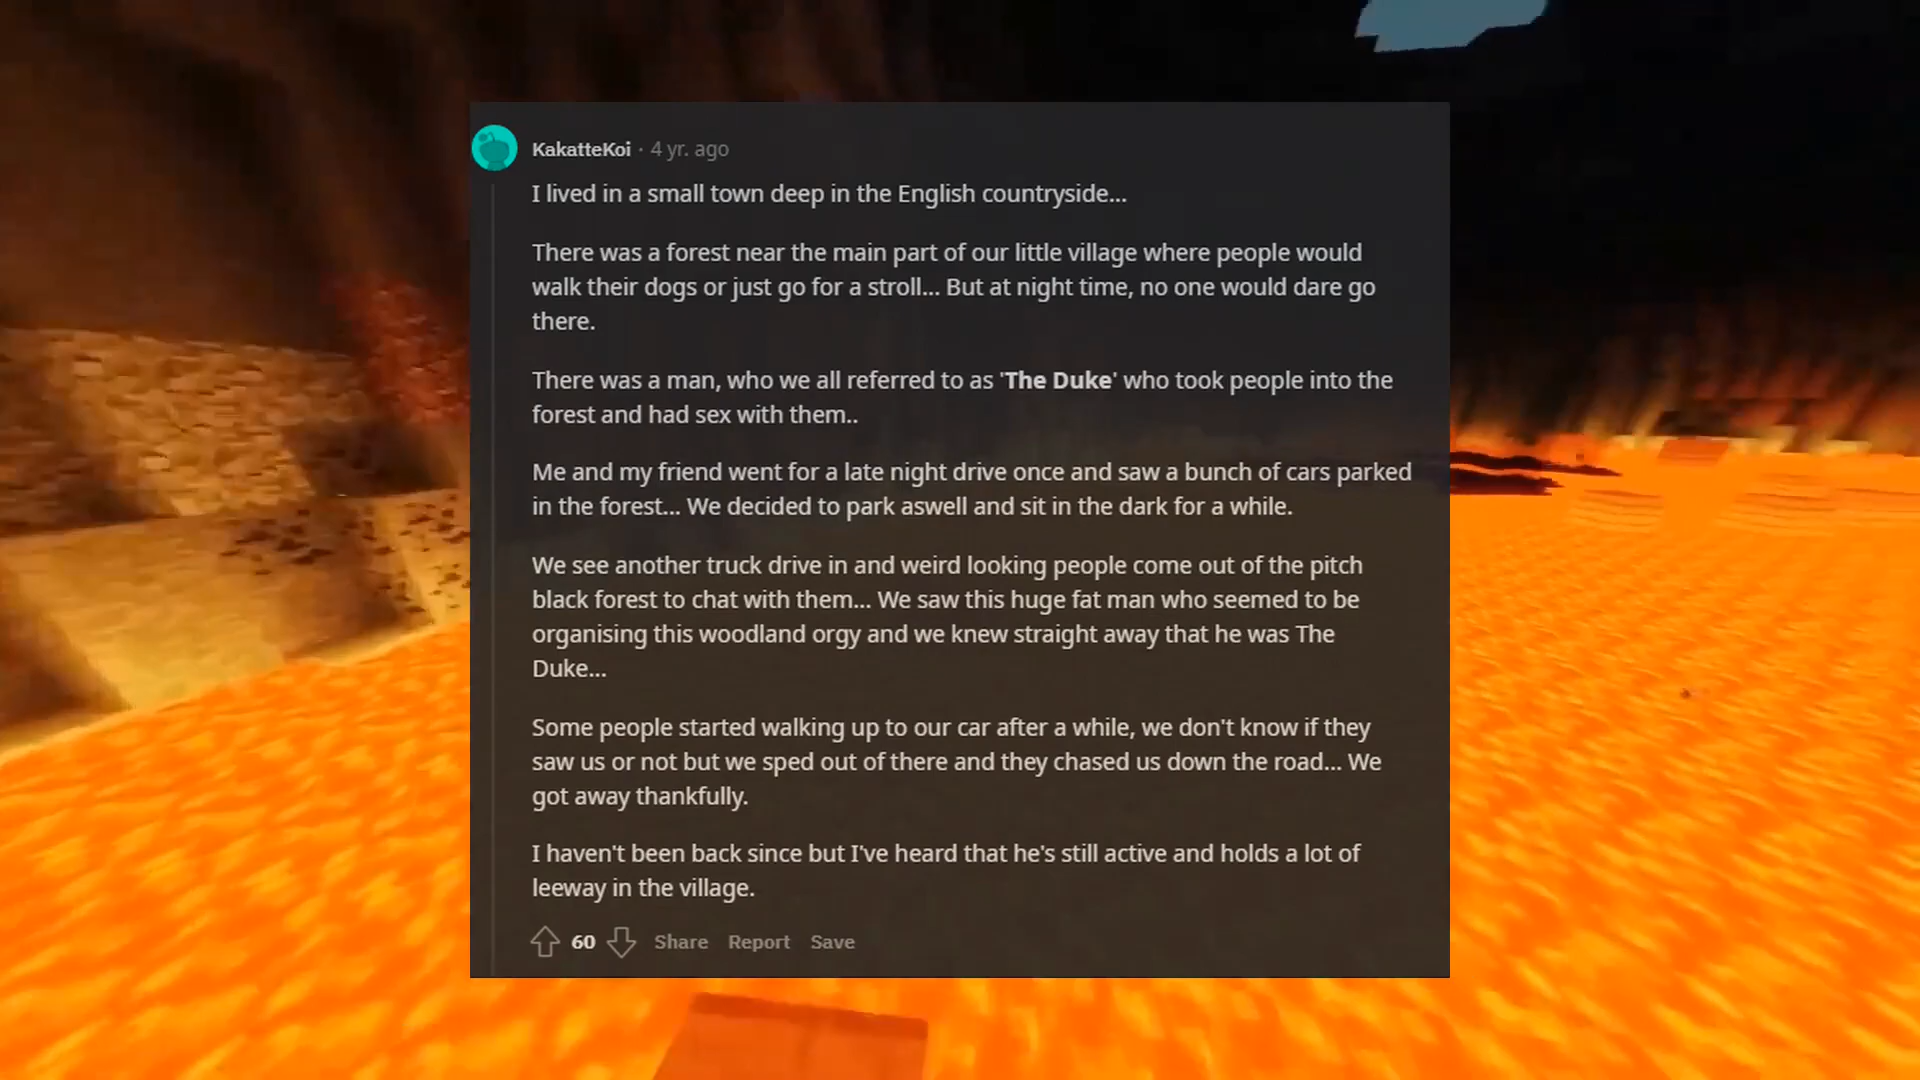 KakatteKoi · 4 yr. ago
I lived in a small town deep in the English countryside...
There was a forest near the main part of our little village where people would
walk their dogs or just go for a stroll... But at night time, no one would dare go
there.
There was a man, who we all referred to as 'The Duke' who took people into the
forest and had sex with them..
Me and my friend went for a late night drive once and saw a bunch of cars parked
in the forest... We decided to park aswell and sit in the dark for a while.
We see another truck drive in and weird looking people come out of the pitch
black forest to chat with them... We saw this huge fat man who seemed to be
organising this woodland orgy and we knew straight away that he was The
Duke...
Some people started walking up to our car after a while, we don't know if they
saw us or not but we sped out of there and they chased us down the road... We
got away thankfully.
I haven't been back since but I've heard that he's still active and holds a lot of
leeway in the village.
60 Share Report Save